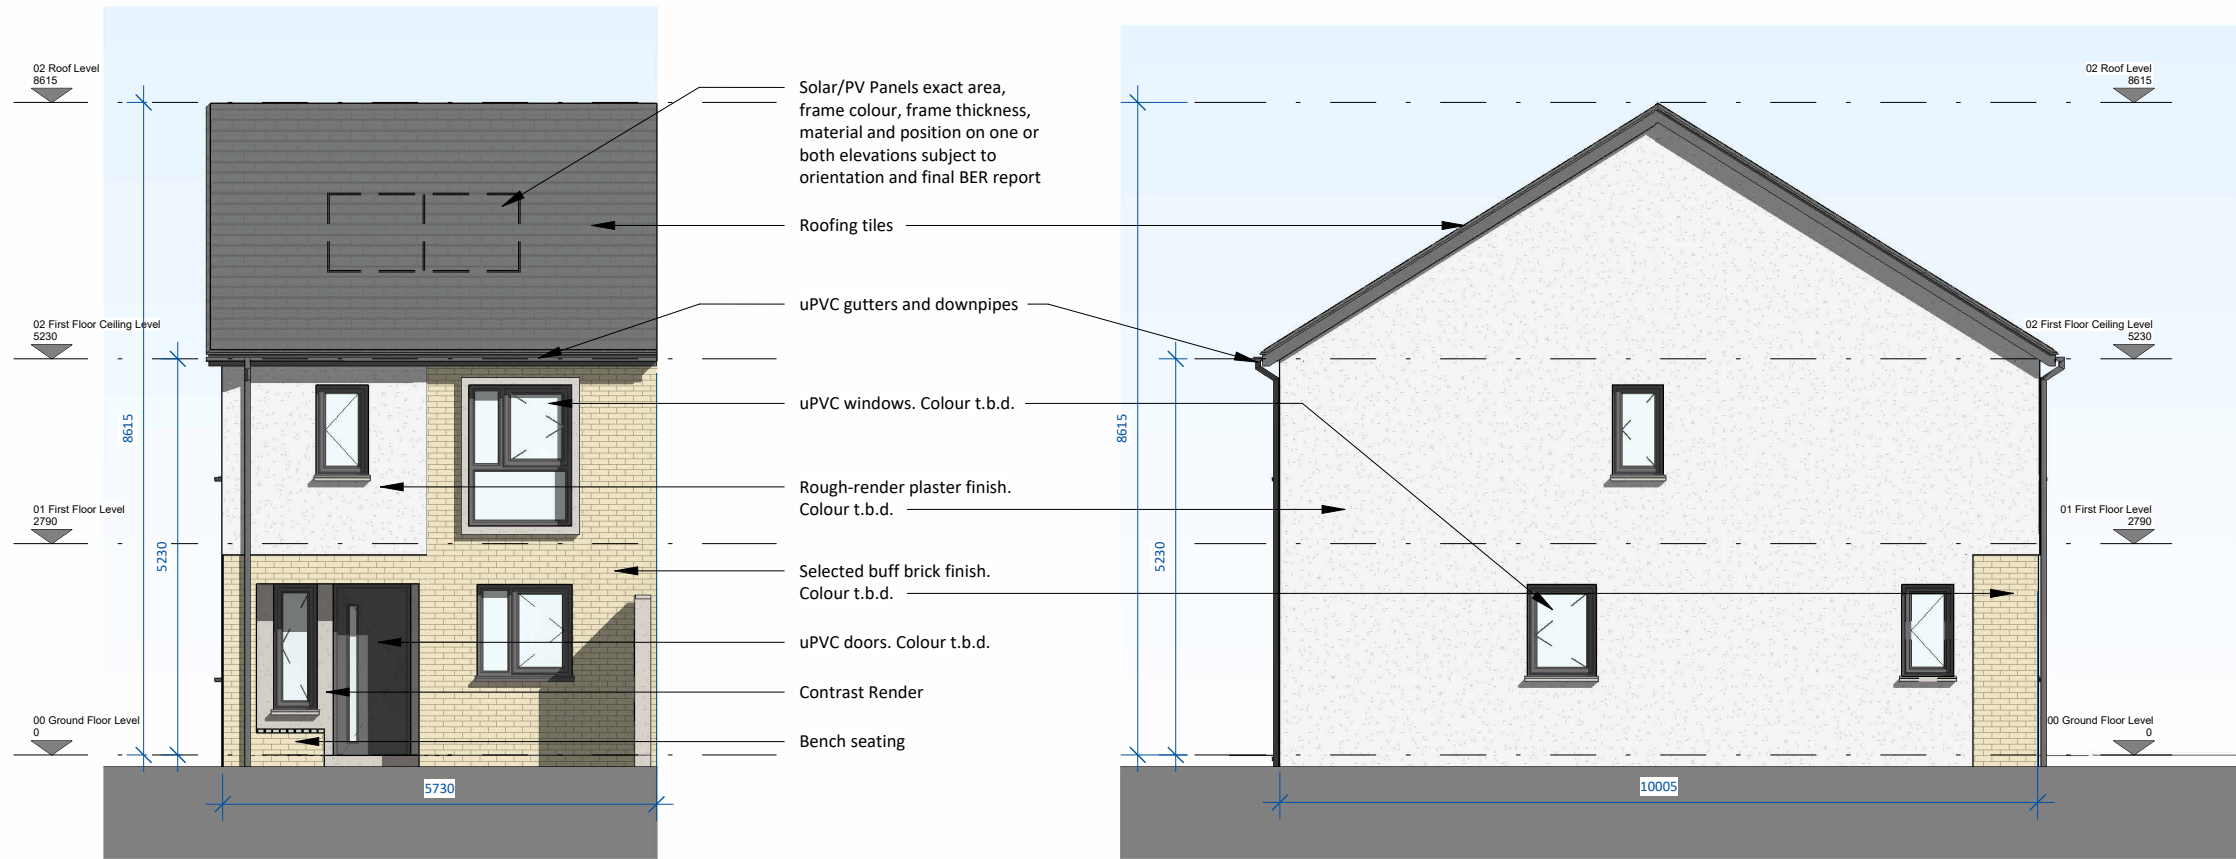 02 Roof Level
8615
02 First Floor Ceiling Level
5230
01 First Floor Level
2790
00 Ground Floor Level
0
8615
5230
5730
Solar/PV Panels exact area,
frame colour, frame thickness,
material and position on one or
both elevations subject to
orientation and final BER report
Roofing tiles
uPVC gutters and downpipes
uPVC windows. Colour t.b.d.
Rough-render plaster finish.
Colour t.b.d.
Selected buff brick finish.
Colour t.b.d.
uPVC doors. Colour t.b.d.
Contrast Render
Bench seating
8615
5230
10005
02 Roof Level
8615
02 First Floor Ceiling Level
5230
01 First Floor Level
2790
00 Ground Floor Level
0